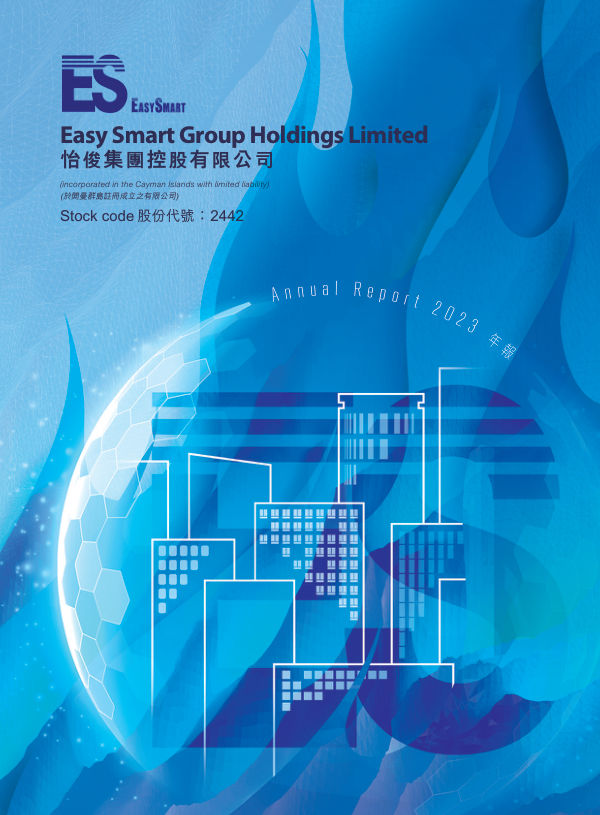 ES EASYSMART
Easy Smart Group Holdings Limited
怡俊集團控股有限公司
(incorporated in the Cayman Islands with limited liability)
(於開曼群島註冊成立之有限公司)
Stock code 股份代號：2442
Annual Report 2023 年報
ES